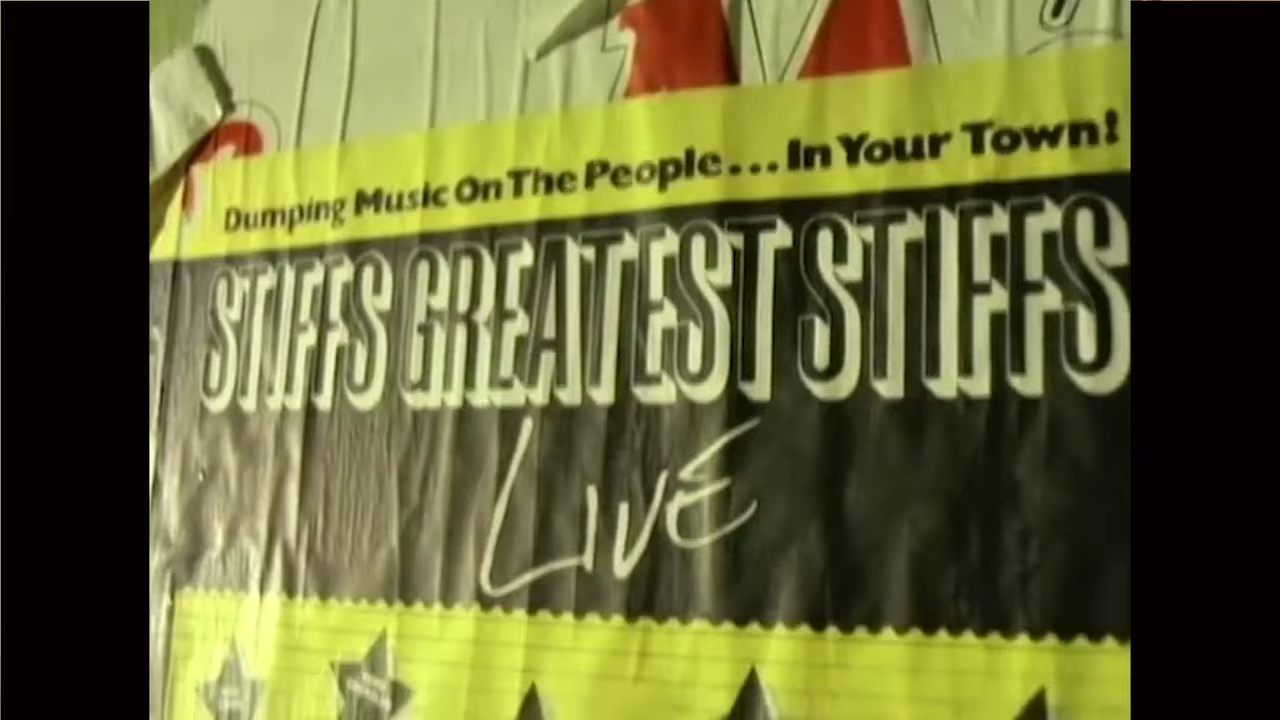 Dumping Music On The People... In Your Town!
STIFFS GREATEST STIFFS
LIVE